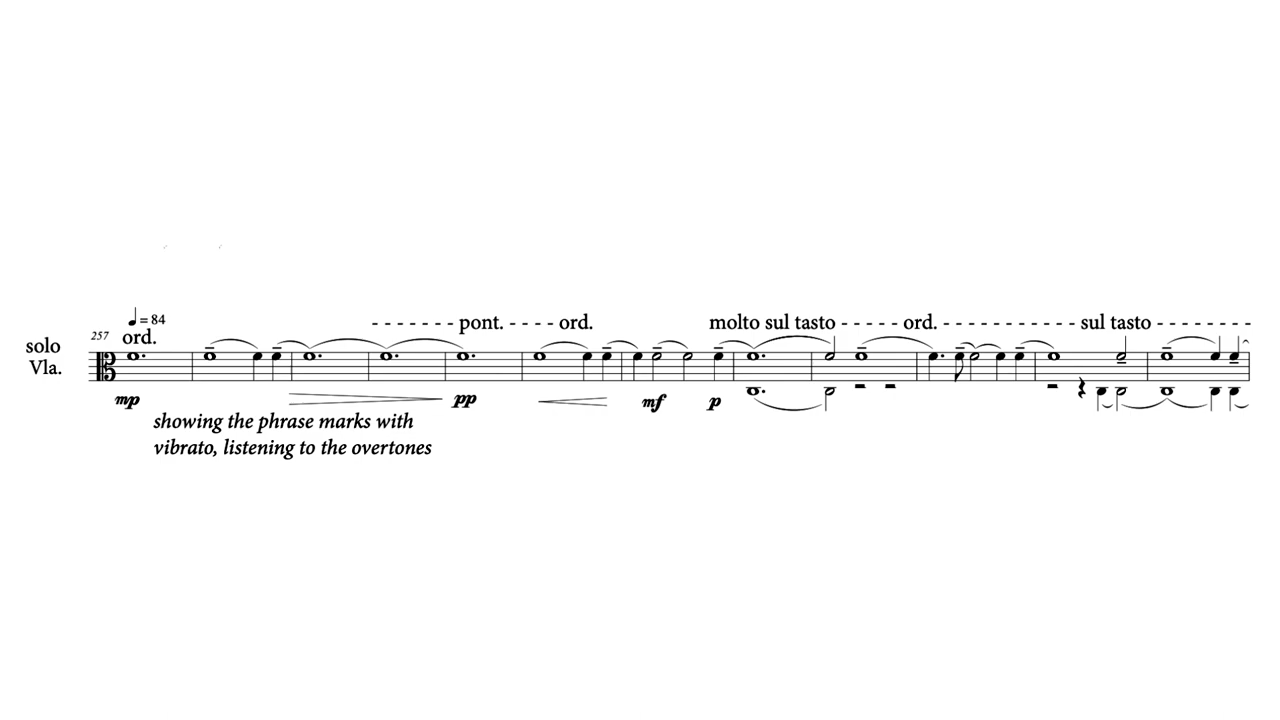 ♩ = 84
- - - - - - - pont. - - - - - ord.
molto sul tasto - - - - - ord. - - - - - - - - - - - sul tasto - - - - - - - -
257 ord.
solo
Vla.
mp pp mf p
showing the phrase marks with
vibrato, listening to the overtones